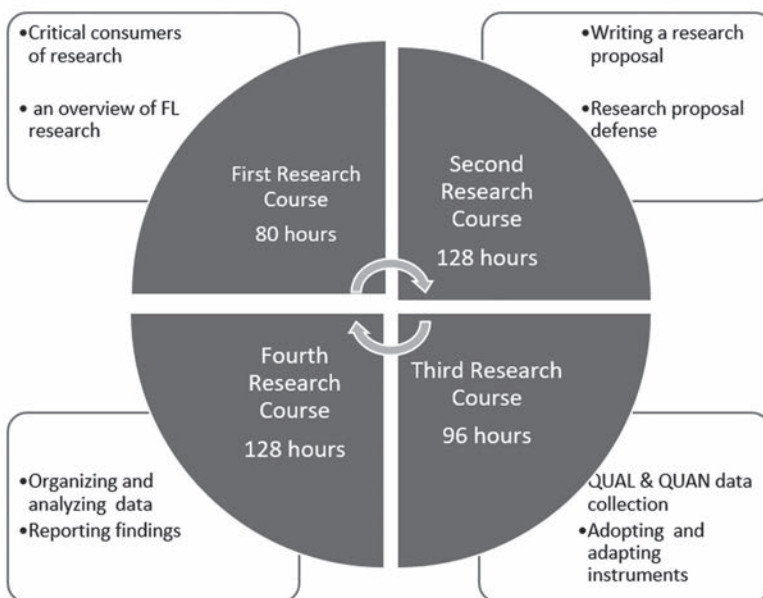 •Critical consumers
of research
• an overview of FL
research
•Writing a research
proposal
•Research proposal
defense
First Research
Course
80 hours
Second
Research
Course
128 hours
Fourth
Research
Course
128 hours
Third Research
Course
96 hours
•Organizing and
analyzing data
•Reporting findings
QUAL & QUAN data
collection
•Adopting and
adapting
instruments